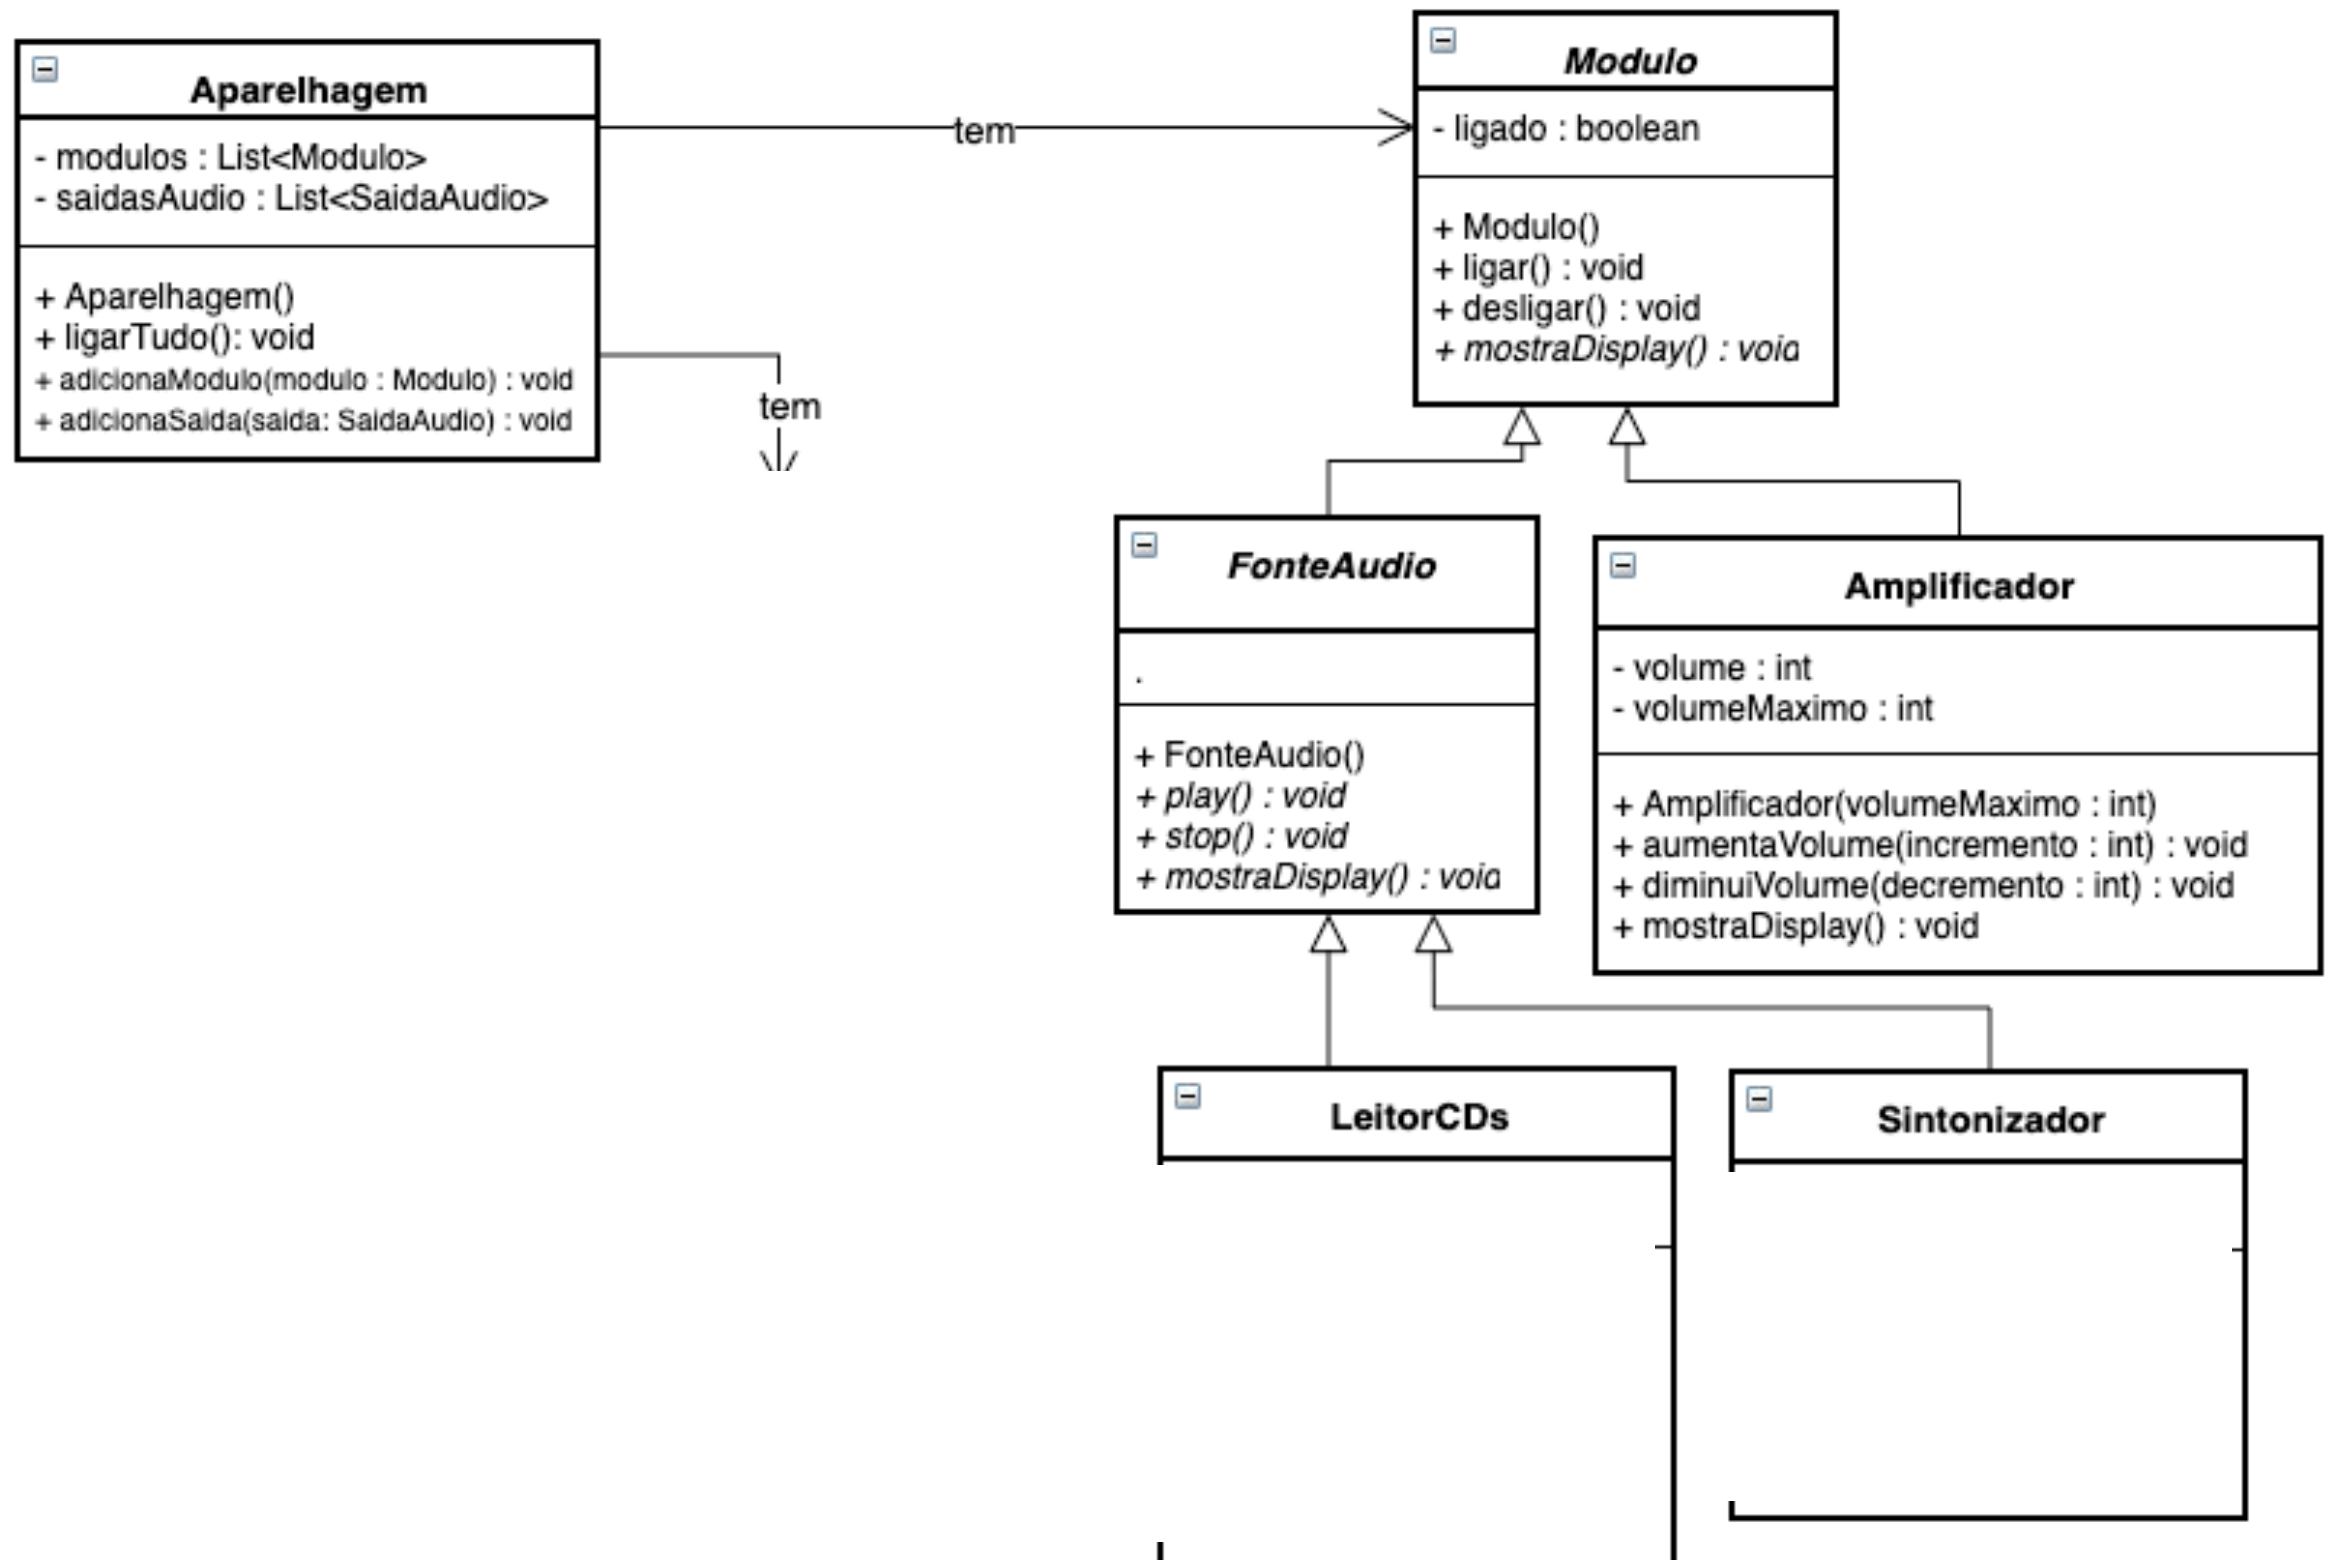 Aparelhagem
- modulos : List<Modulo>
- saidasAudio : List<SaidaAudio>
+ Aparelhagem()
+ ligarTudo(): void
+ adicionaModulo(modulo : Modulo) : void
+ adicionaSaida(saida: SaidaAudio) : void
tem
tem
Modulo
- ligado : boolean
+ Modulo()
+ ligar() : void
+ desligar() : void
+ mostraDisplay() : void
FonteAudio
.
+ FonteAudio()
+ play() : void
+ stop() : void
+ mostraDisplay() : void
Amplificador
- volume : int
- volumeMaximo : int
+ Amplificador(volumeMaximo : int)
+ aumentaVolume(incremento : int) : void
+ diminuiVolume(decremento : int) : void
+ mostraDisplay() : void
LeitorCDs
Sintonizador